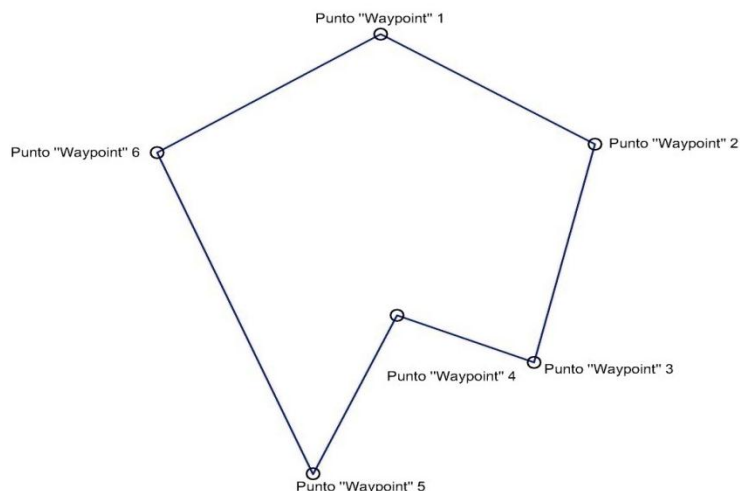 Punto "Waypoint" 1
Punto "Waypoint" 2
Punto "Waypoint" 6
Punto "Waypoint" 3
Punto "Waypoint" 4
Punto "Waypoint" 5